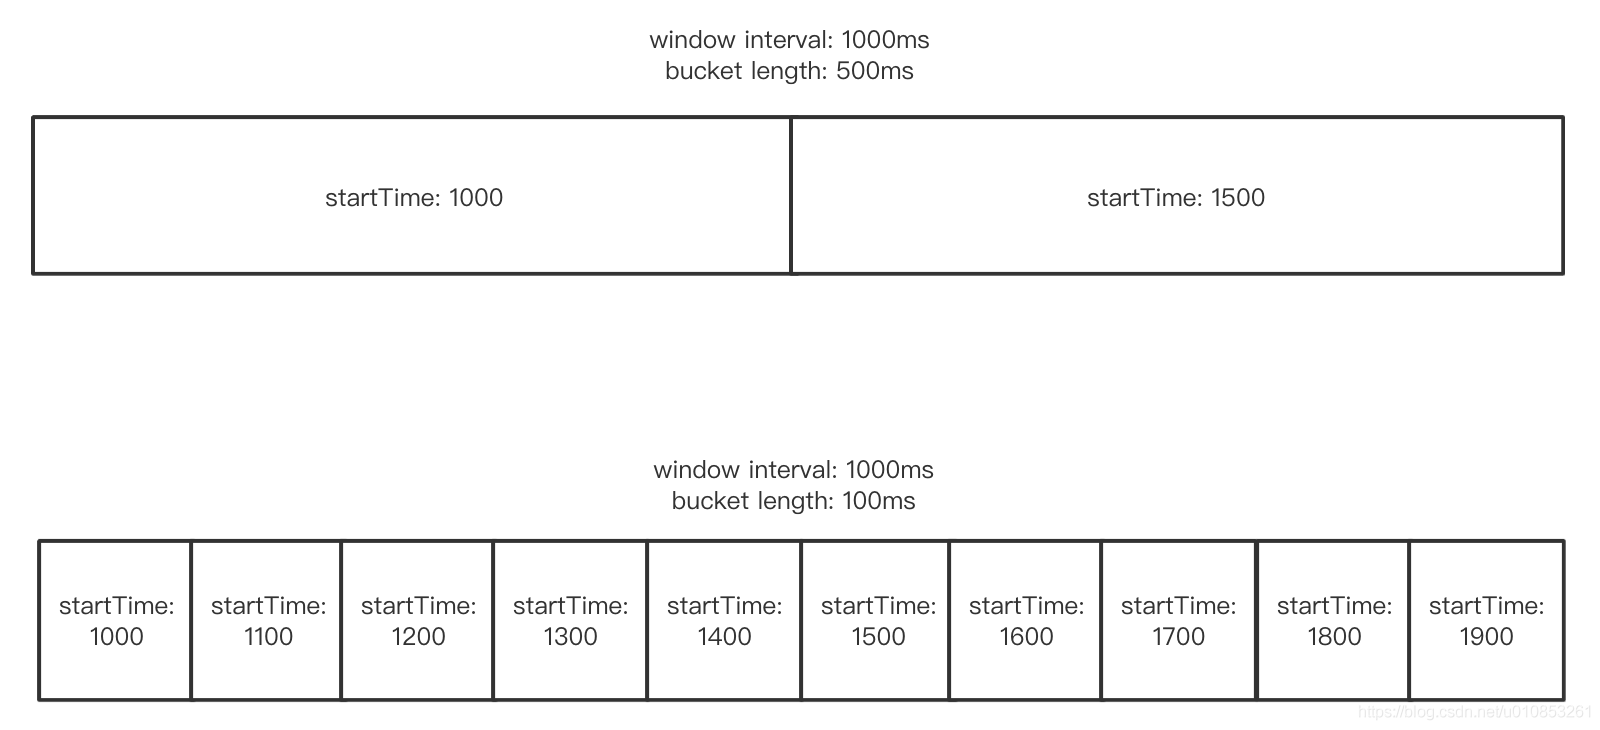 window interval: 1000ms
bucket length: 500ms
startTime: 1000
startTime: 1500
window interval: 1000ms
bucket length: 100ms
startTime:
1000
startTime:
1100
startTime:
1200
startTime:
1300
startTime:
1400
startTime:
1500
startTime:
1600
startTime:
1700
startTime:
1800
startTime:
1900
https://blog.csdn.net/u010853261